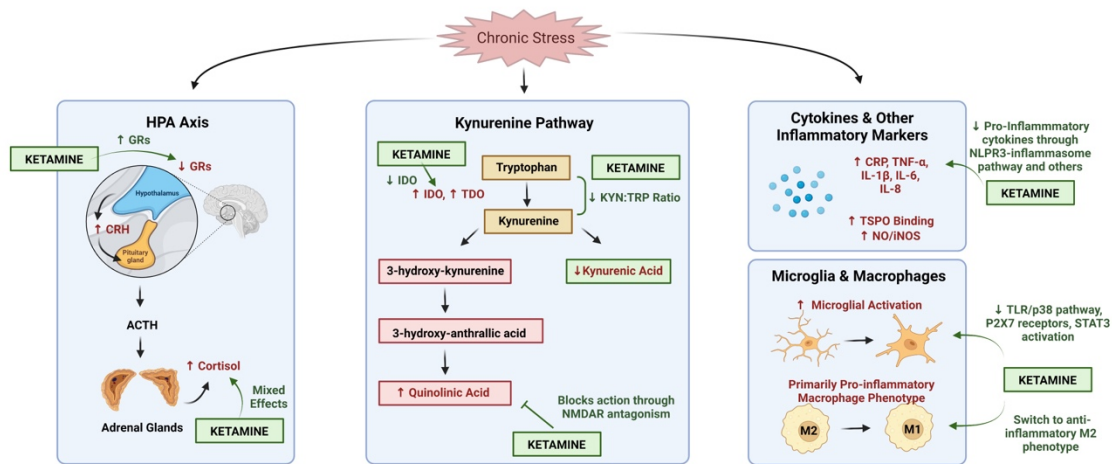 Chronic Stress
HPA Axis
↑ GRs
KETAMINE
↓ GRs
Hypothalamus
↑ CRH
Pituitary
gland
ACTH
↑ Cortisol
Mixed
Effects
Adrenal Glands
KETAMINE
Kynurenine Pathway
KETAMINE
Tryptophan
KETAMINE
↓ IDO
↑ IDO, ↑ TDO
↓ KYN:TRP Ratio
Kynurenine
3-hydroxy-kynurenine
↓Kynurenic Acid
3-hydroxy-anthrallic acid
↑ Quinolinic Acid
Blocks action through
NMDAR antagonism
KETAMINE
Cytokines & Other
Inflammatory Markers
↑ CRP, TNF-α,
IL-1β, IL-6,
IL-8
↑ TSPO Binding
↑ NO/iNOS
↓ Pro-Inflammmatory
cytokines through
NLPR3-inflammasome
pathway and others
KETAMINE
Microglia & Macrophages
↑ Microglial Activation
↓ TLR/p38 pathway,
P2X7 receptors, STAT3
activation
KETAMINE
Primarily Pro-inflammatory
Macrophage Phenotype
M2
M1
Switch to anti-
inflammatory M2
phenotype